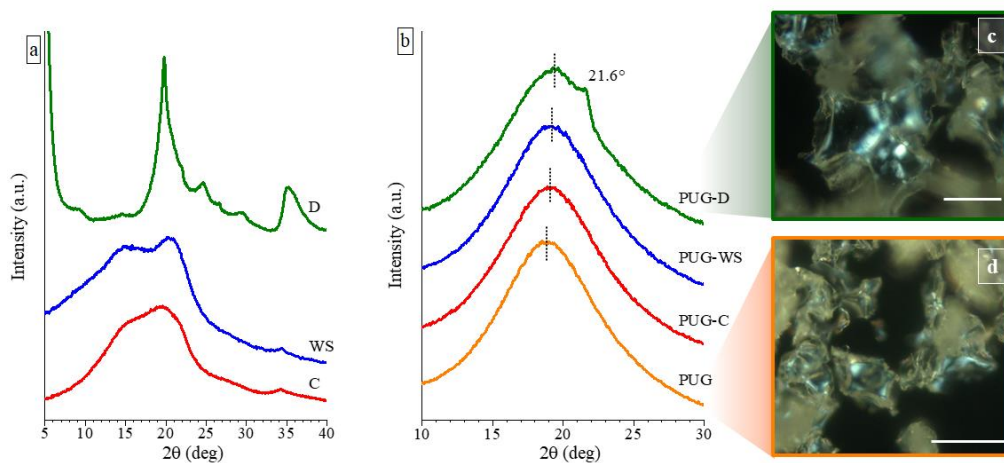 a
Intensity (a.u.)
D
WS
C
5 10 15 20 25 30 35 40
2θ (deg)
b
Intensity (a.u.)
21.6°
PUG-D
PUG-WS
PUG-C
PUG
10 15 20 25 30
2θ (deg)
c
d